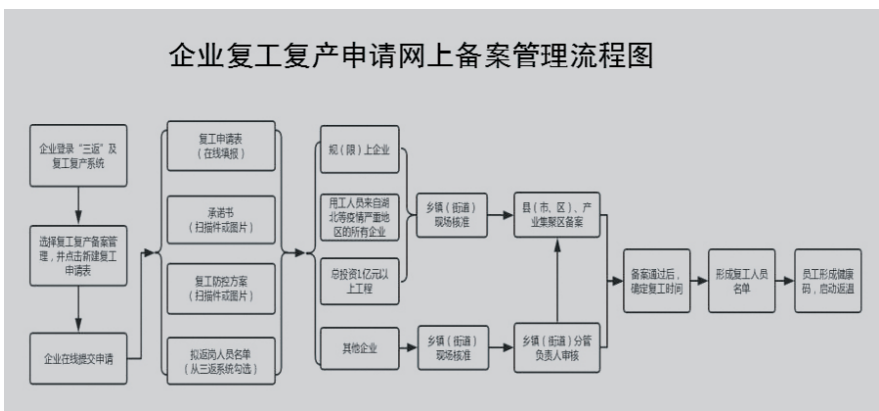 企业复工复产申请网上备案管理流程图
企业登录“三返”及
复工复产系统
选择复工复产备案管
理，并点击新建复工
申请表
企业在线提交申请
复工申请表
（在线填报）
承诺书
（扫描件或图片）
复工防控方案
（扫描件或图片）
拟返岗人员名单
（从三返系统勾选）
规（限）上企业
用工人员来自湖
北等疫情严重地
区的所有企业
总投资1亿元以
上工程
其他企业
乡镇（街道）
现场核准
乡镇（街道）
现场核准
县（市、区）、产
业集聚区备案
乡镇（街道）分管
负责人审核
备案通过后，
确定复工时间
形成复工人员
名单
员工形成健康
码，启动返温